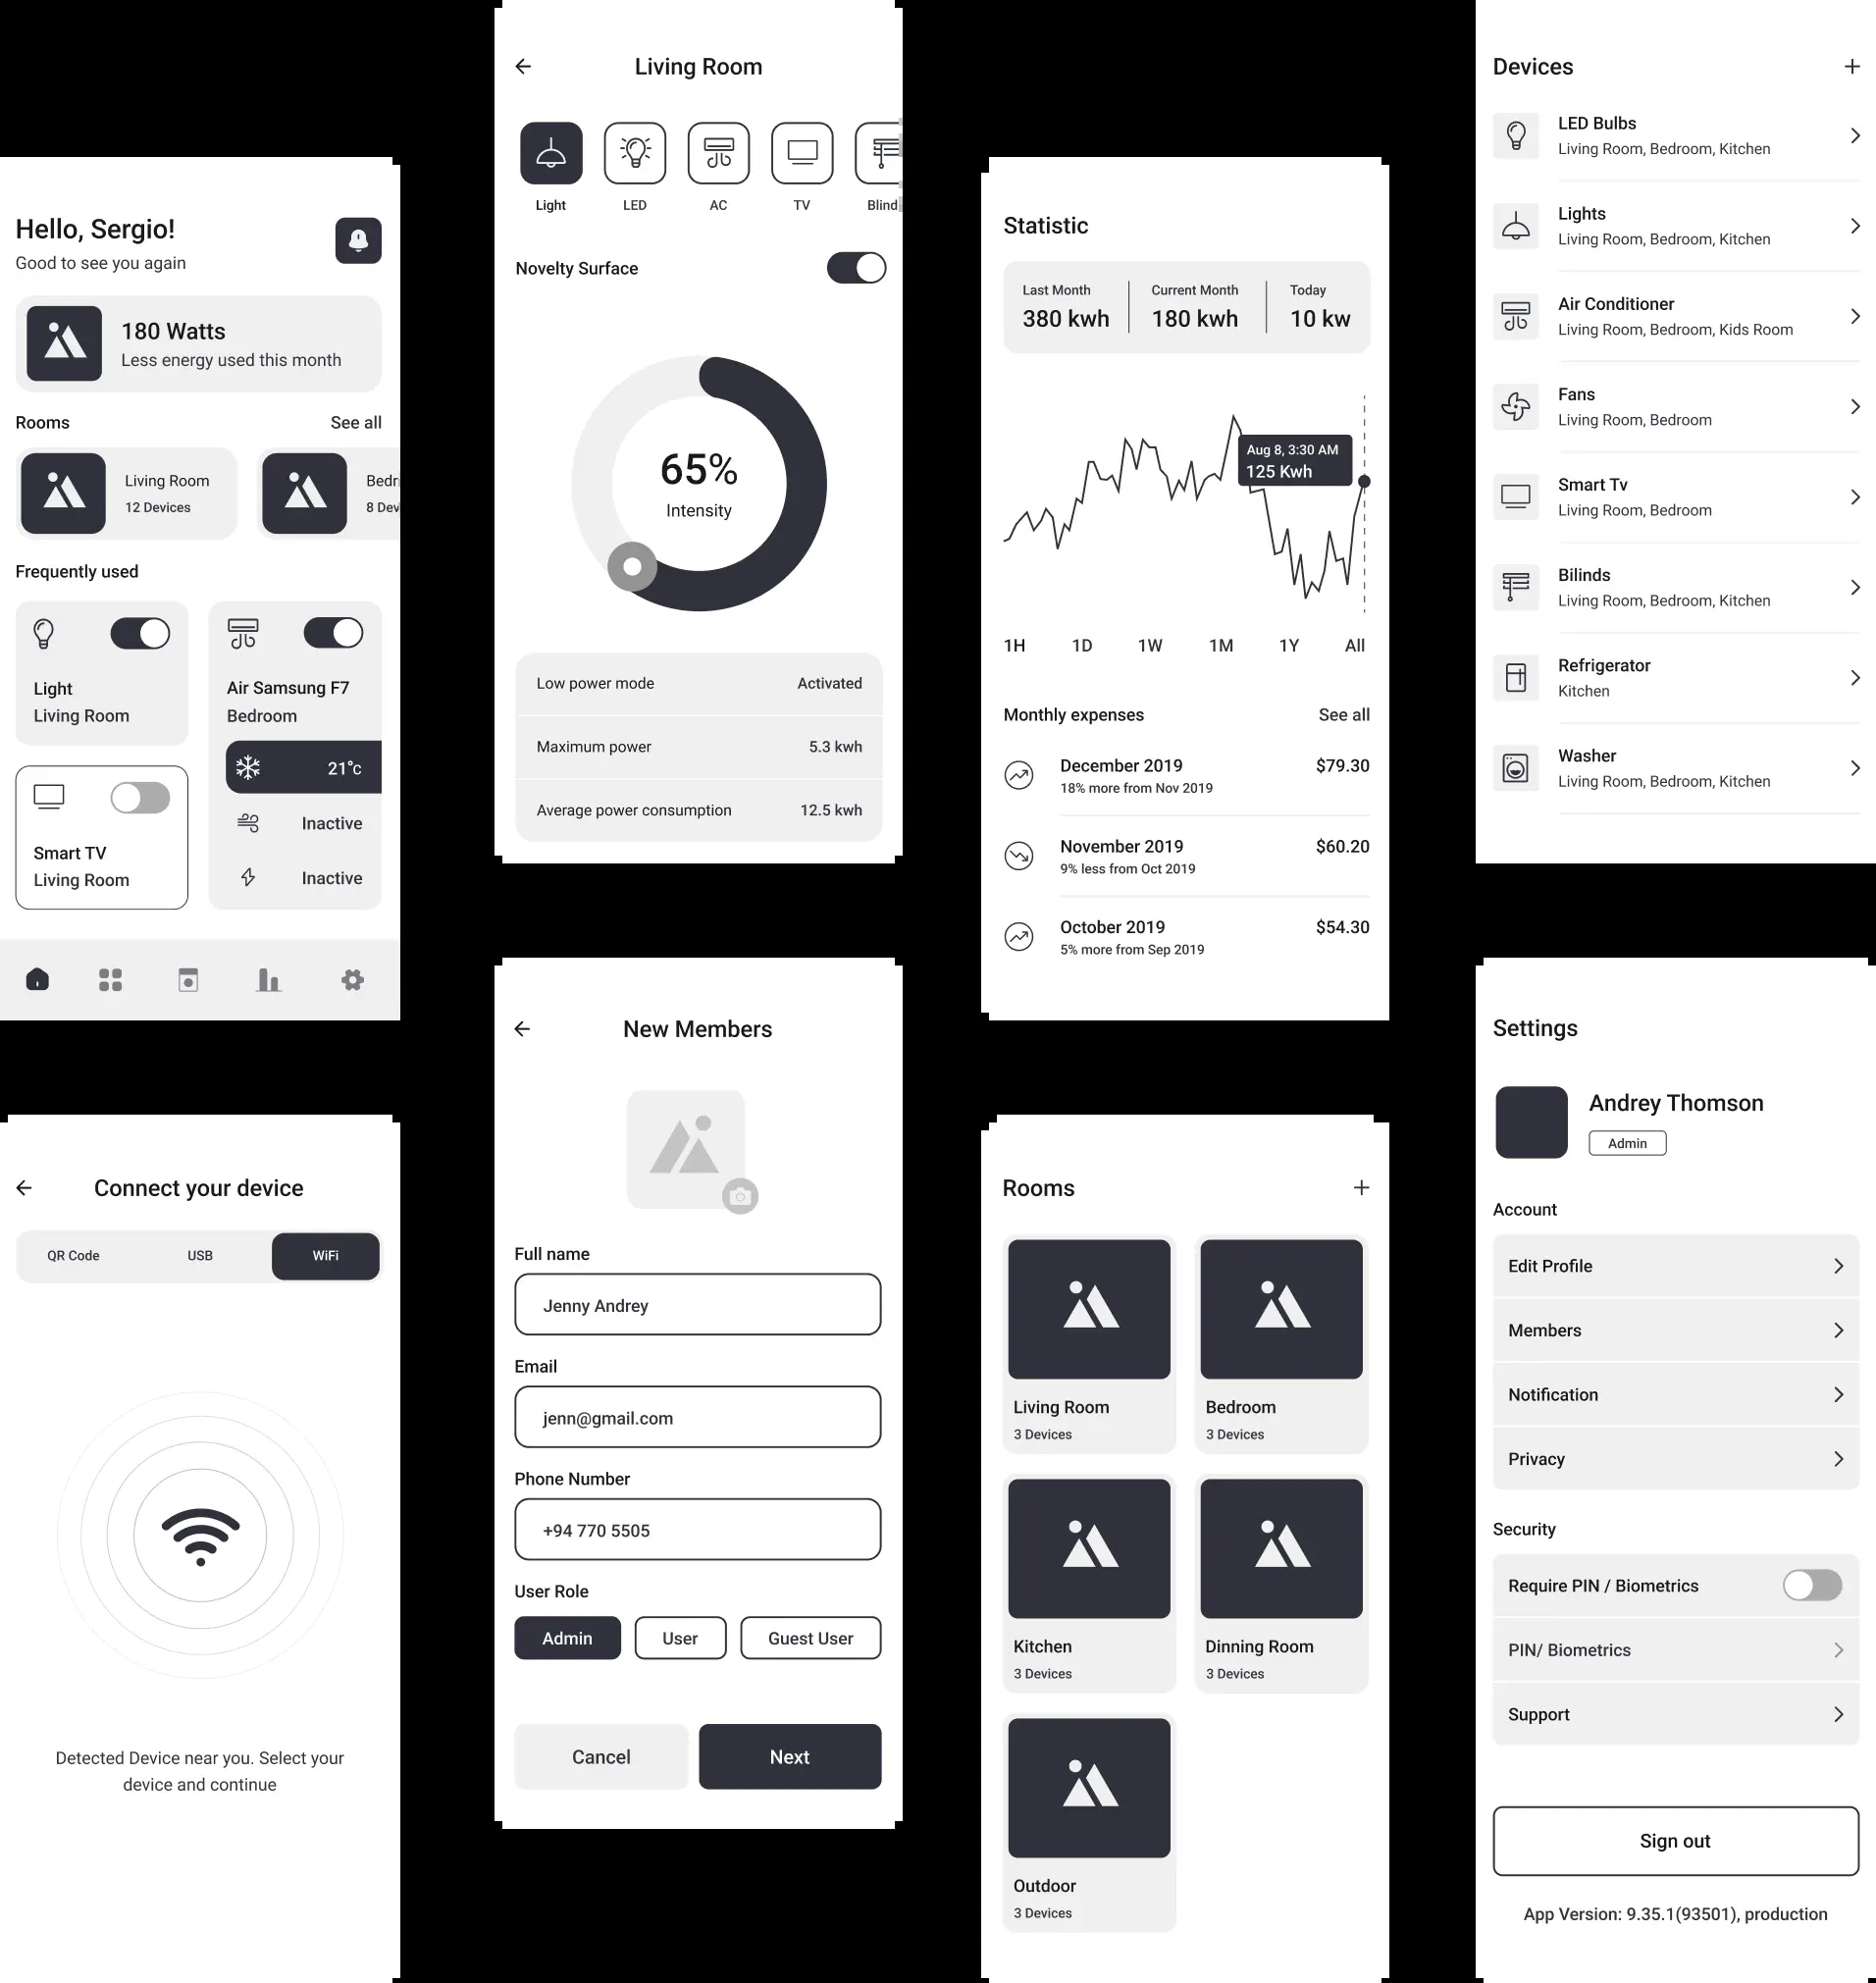 Hello, Sergio!
Good to see you again
180 Watts
Less energy used this month
Rooms
See all
Living Room
12 Devices
Bedr
8 Dev
Frequently used
Light
Living Room
Air Samsung F7
Bedroom
21°C
Inactive
Inactive
Smart TV
Living Room
Living Room
Light
LED
AC
TV
Blind
Novelty Surface
65%
Intensity
Low power mode
Activated
Maximum power
5.3 kwh
Average power consumption
12.5 kwh
Statistic
Last Month
380 kwh
Current Month
180 kwh
Today
10 kw
Aug 8, 3:30 AM
125 Kwh
1H 1D 1W 1M 1Y All
Monthly expenses
See all
December 2019
$79.30
18% more from Nov 2019
November 2019
$60.20
9% less from Oct 2019
October 2019
$54.30
5% more from Sep 2019
Devices
LED Bulbs
Living Room, Bedroom, Kitchen
Lights
Living Room, Bedroom, Kitchen
Air Conditioner
Living Room, Bedroom, Kids Room
Fans
Living Room, Bedroom
Smart Tv
Living Room, Bedroom
Bilinds
Living Room, Bedroom, Kitchen
Refrigerator
Kitchen
Washer
Living Room, Bedroom, Kitchen
Connect your device
QR Code
USB
WiFi
Detected Device near you. Select your
device and continue
New Members
Full name
Jenny Andrey
Email
jenn@gmail.com
Phone Number
+94 770 5505
User Role
Admin
User
Guest User
Cancel
Next
Rooms
Living Room
3 Devices
Bedroom
3 Devices
Kitchen
3 Devices
Dinning Room
3 Devices
Outdoor
3 Devices
Settings
Andrey Thomson
Admin
Account
Edit Profile
Members
Notification
Privacy
Security
Require PIN / Biometrics
PIN/ Biometrics
Support
Sign out
App Version: 9.35.1(93501), production